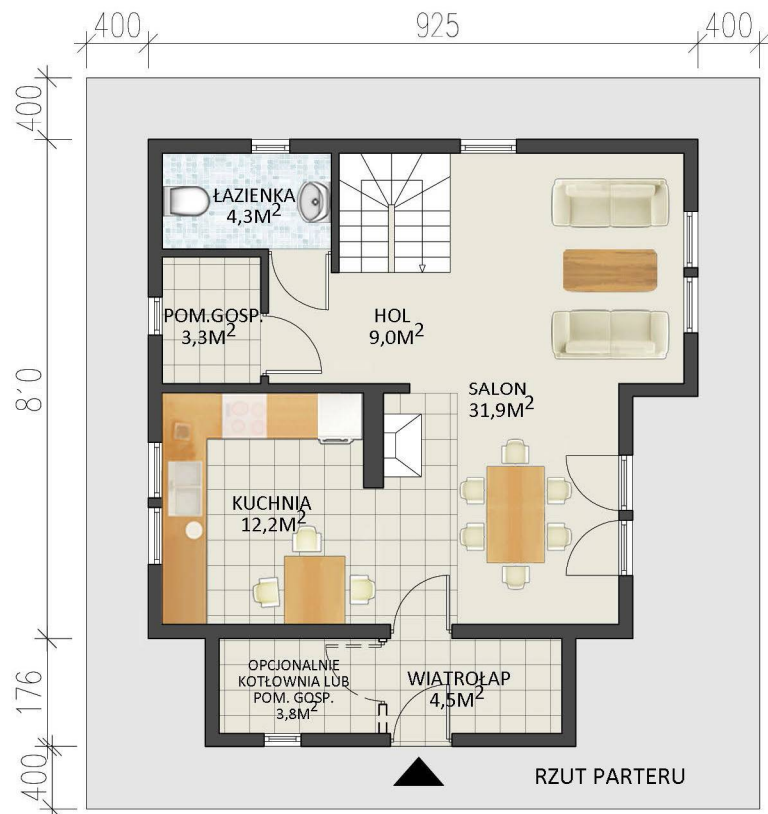 400
925
400
400
ŁAZIENKA
4,3M²
POM.GOSP.
3,3M²
HOL
9,0M²
SALON
31,9M²
8´0
KUCHNIA
12,2M²
OPCJONALNIE
KOTŁOWNIA LUB
POM. GOSP.
3,8M²
WIATROŁAP
4,5M²
176
400
RZUT PARTERU